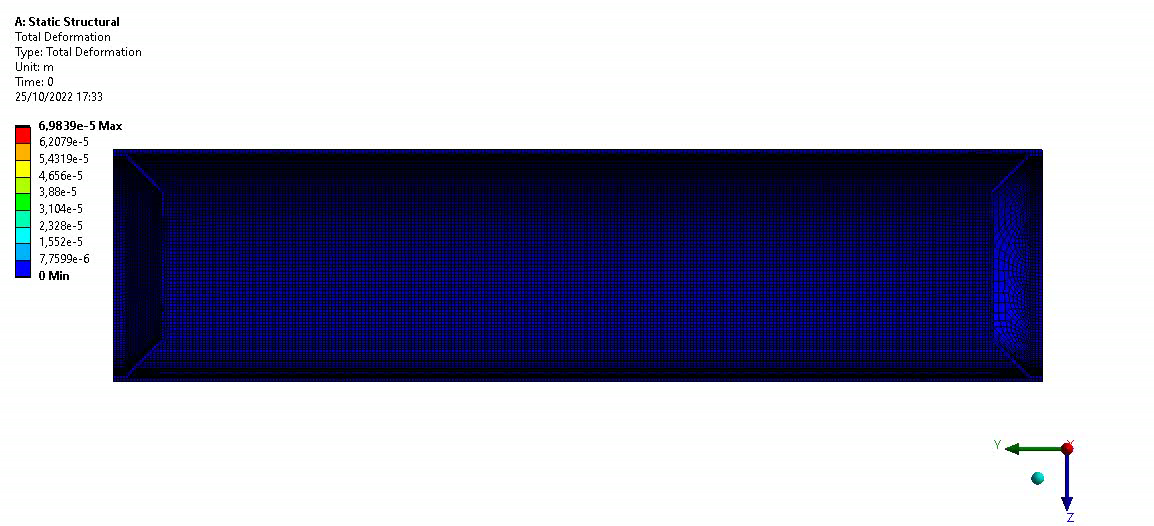 A: Static Structural
Total Deformation
Type: Total Deformation
Unit: m
Time: 0
25/10/2022 17:33
6,9839e-5 Max
6,2079e-5
5,4319e-5
4,656e-5
3,88e-5
3,104e-5
2,328e-5
1,552e-5
7,7599e-6
0 Min
Y
X
Z